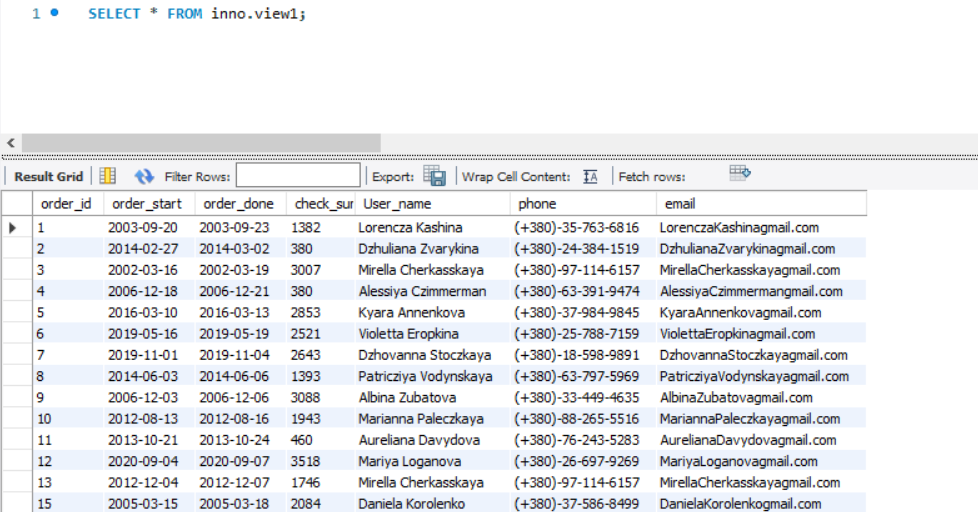 1 SELECT * FROM inno.view1;
Result Grid Filter Rows: Export: Wrap Cell Content: Fetch rows:
order_id order_start order_done check_sur User_name phone email
1 2003-09-20 2003-09-23 1382 Lorencza Kashina (+380)-35-763-6816 LorenczaKashinagmail.com
2 2014-02-27 2014-03-02 380 Dzhuliana Zvarykina (+380)-24-384-1519 DzhulianaZvarykinagmail.com
3 2002-03-16 2002-03-19 3007 Mirella Cherkasskaya (+380)-97-114-6157 MirellaCherkasskayagmail.com
4 2006-12-18 2006-12-21 380 Alessiya Czimmerman (+380)-63-391-9474 AlessiyaCzimmermangmail.com
5 2016-03-10 2016-03-13 2853 Kyara Annenkova (+380)-37-984-9845 KyaraAnnenkovagmail.com
6 2019-05-16 2019-05-19 2521 Violetta Eropkina (+380)-25-788-7159 ViolettaEropkinagmail.com
7 2019-11-01 2019-11-04 2643 Dzhovanna Stoczkaya (+380)-18-598-9891 DzhovannaStoczkayagmail.com
8 2014-06-03 2014-06-06 1393 Patricziya Vodynskaya (+380)-63-797-5969 PatricziyaVodynskayagmail.com
9 2006-12-03 2006-12-06 3088 Albina Zubatova (+380)-33-449-4635 AlbinaZubatovagmail.com
10 2012-08-13 2012-08-16 1943 Marianna Paleczkaya (+380)-88-265-5516 MariannaPaleczkayagmail.com
11 2013-10-21 2013-10-24 460 Aureliana Davydova (+380)-76-243-5283 AurelianaDavydovagmail.com
12 2020-09-04 2020-09-07 3518 Mariya Loganova (+380)-26-697-9269 MariyaLoganovagmail.com
13 2012-12-04 2012-12-07 1746 Mirella Cherkasskaya (+380)-97-114-6157 MirellaCherkasskayagmail.com
15 2005-03-15 2005-03-18 2084 Daniela Korolenko (+380)-37-586-8499 DanielaKorolenkogmail.com